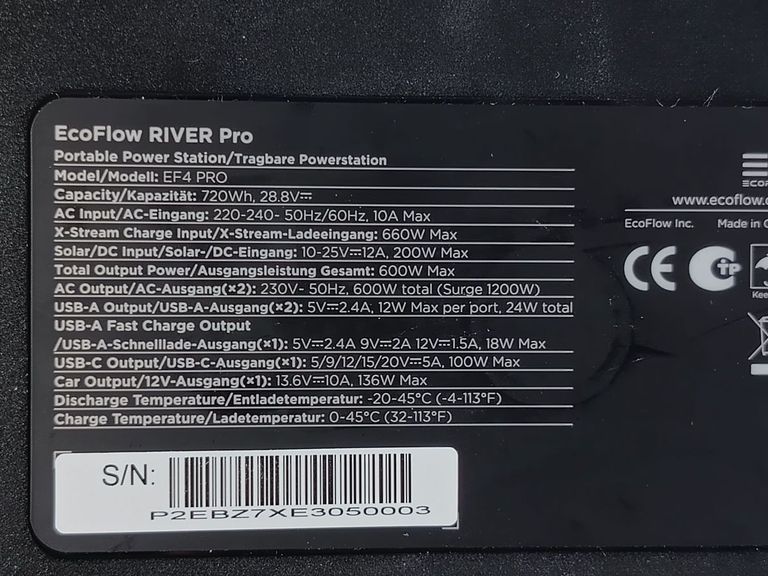 EcoFlow RIVER Pro
Portable Power Station/Tragbare Powerstation
Model/Modell: EF4 PRO
Capacity/Kapazität: 720Wh, 28.8V⎓
AC Input/AC-Eingang: 220-240~ 50Hz/60Hz, 10A Max
X-Stream Charge Input/X-Stream-Ladeeingang: 660W Max
Solar/DC Input/Solar-/DC-Eingang: 10-25V⎓12A, 200W Max
Total Output Power/Ausgangsleistung Gesamt: 600W Max
AC Output/AC-Ausgang(×2): 230V~ 50Hz, 600W total (Surge 1200W)
USB-A Output/USB-A-Ausgang(×2): 5V⎓2.4A, 12W Max per port, 24W total
USB-A Fast Charge Output
/USB-A-Schnelllade-Ausgang(×1): 5V⎓2.4A 9V⎓2A 12V⎓1.5A, 18W Max
USB-C Output/USB-C-Ausgang(×1): 5/9/12/15/20V⎓5A, 100W Max
Car Output/12V-Ausgang(×1): 13.6V⎓10A, 136W Max
Discharge Temperature/Entladetemperatur: -20-45°C (-4-113°F)
Charge Temperature/Ladetemperatur: 0-45°C (32-113°F)
S/N:
P2EBZ7XE3050003
www.ecoflow.
EcoFlow Inc. Made in
CE